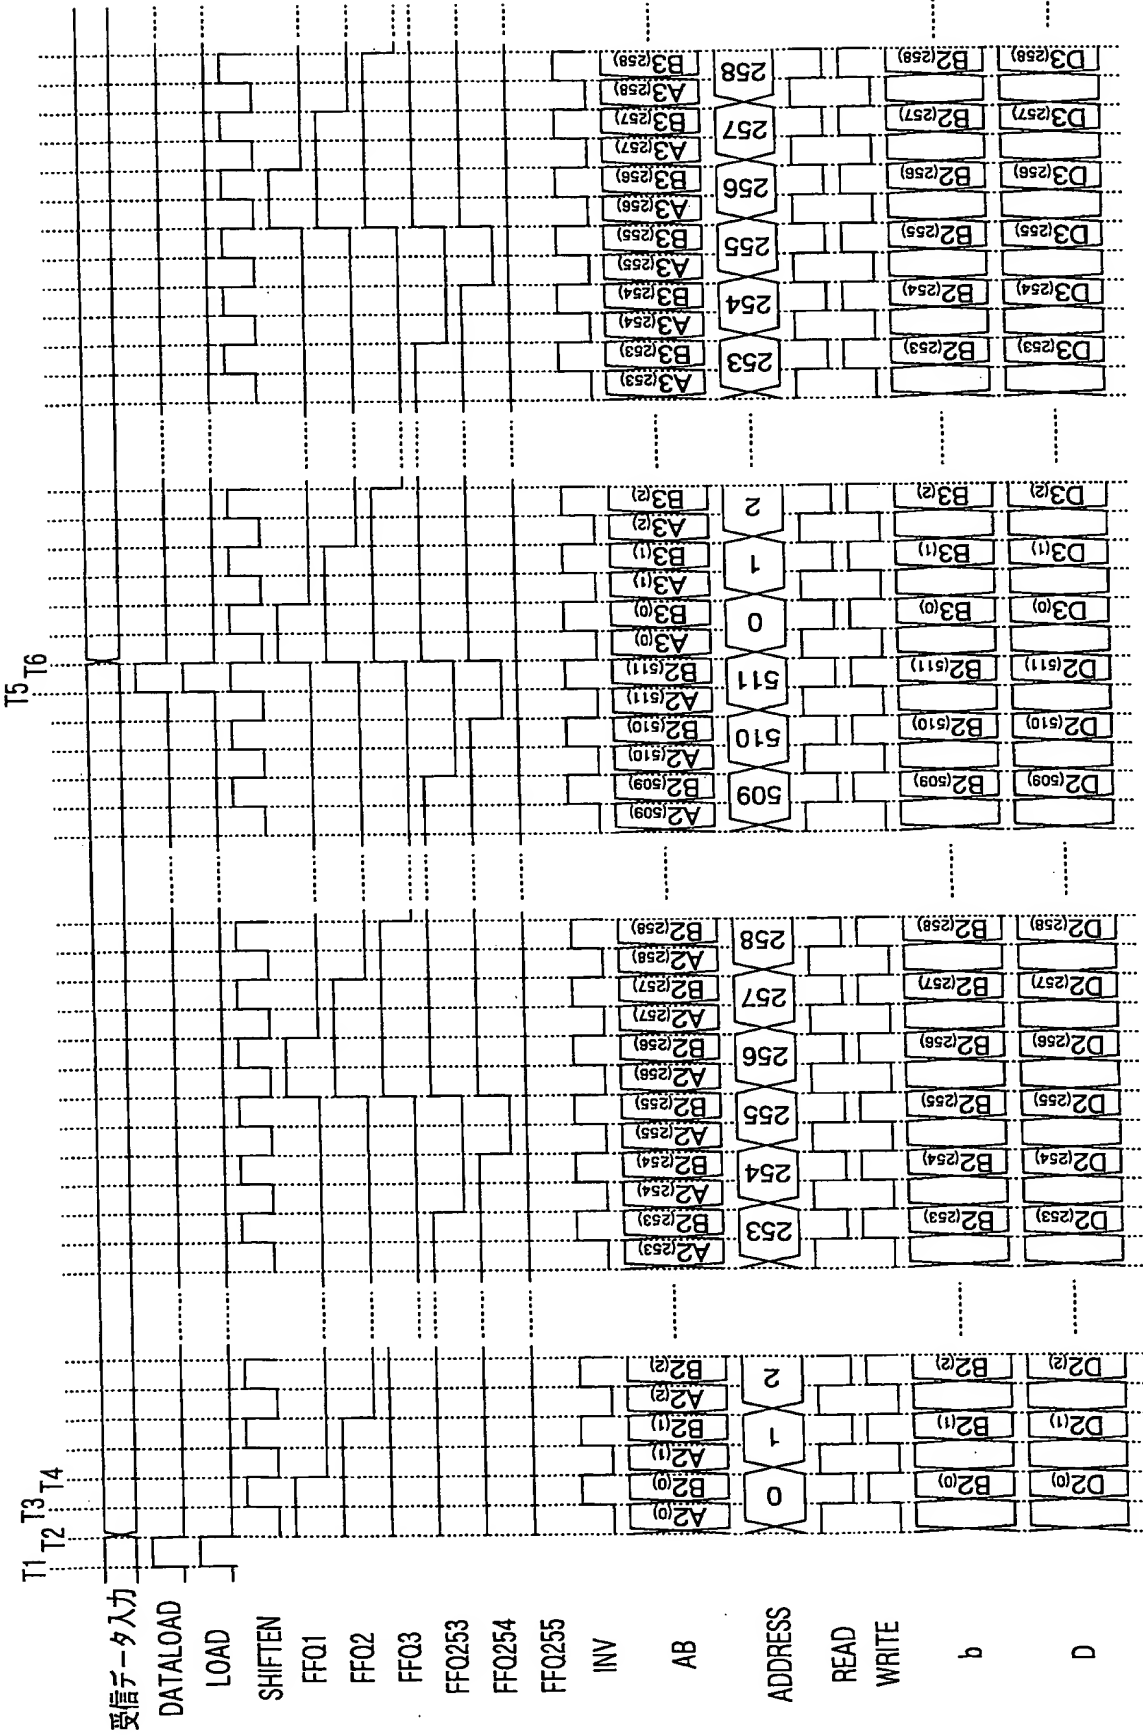 T1 T2 T3 T4 T5 T6
受信データ入力
DATALOAD
LOAD
SHIFTEN
FFQ1
FFQ2
FFQ3
FFQ253
FFQ254
FFQ255
INV
AB A2(0) B2(0) A2(1) B2(1) A2(2) B2(2) A2(253) B2(253) A2(254) B2(254) A2(255) B2(255) A2(256) B2(256) A2(257) B2(257) A2(258) B2(258) A2(509) B2(509) A2(510) B2(510) A2(511) B2(511) A3(0) B3(0) A3(1) B3(1) A3(2) B3(2) A3(253) B3(253) A3(254) B3(254) A3(255) B3(255) A3(256) B3(256) A3(257) B3(257) A3(258) B3(258)
ADDRESS 0 1 2 253 254 255 256 257 258 509 510 511 0 1 2 253 254 255 256 257 258
READ
WRITE
b B2(0) B2(1) B2(2) B2(253) B2(254) B2(255) B2(256) B2(257) B2(258) B2(509) B2(510) B2(511) B3(0) B3(1) B3(2) B2(253) B2(254) B2(255) B2(256) B2(257) B2(258)
D D2(0) D2(1) D2(2) D2(253) D2(254) D2(255) D2(256) D2(257) D2(258) D2(509) D2(510) D2(511) D3(0) D3(1) D3(2) D3(253) D3(254) D3(255) D3(256) D3(257) D3(258)